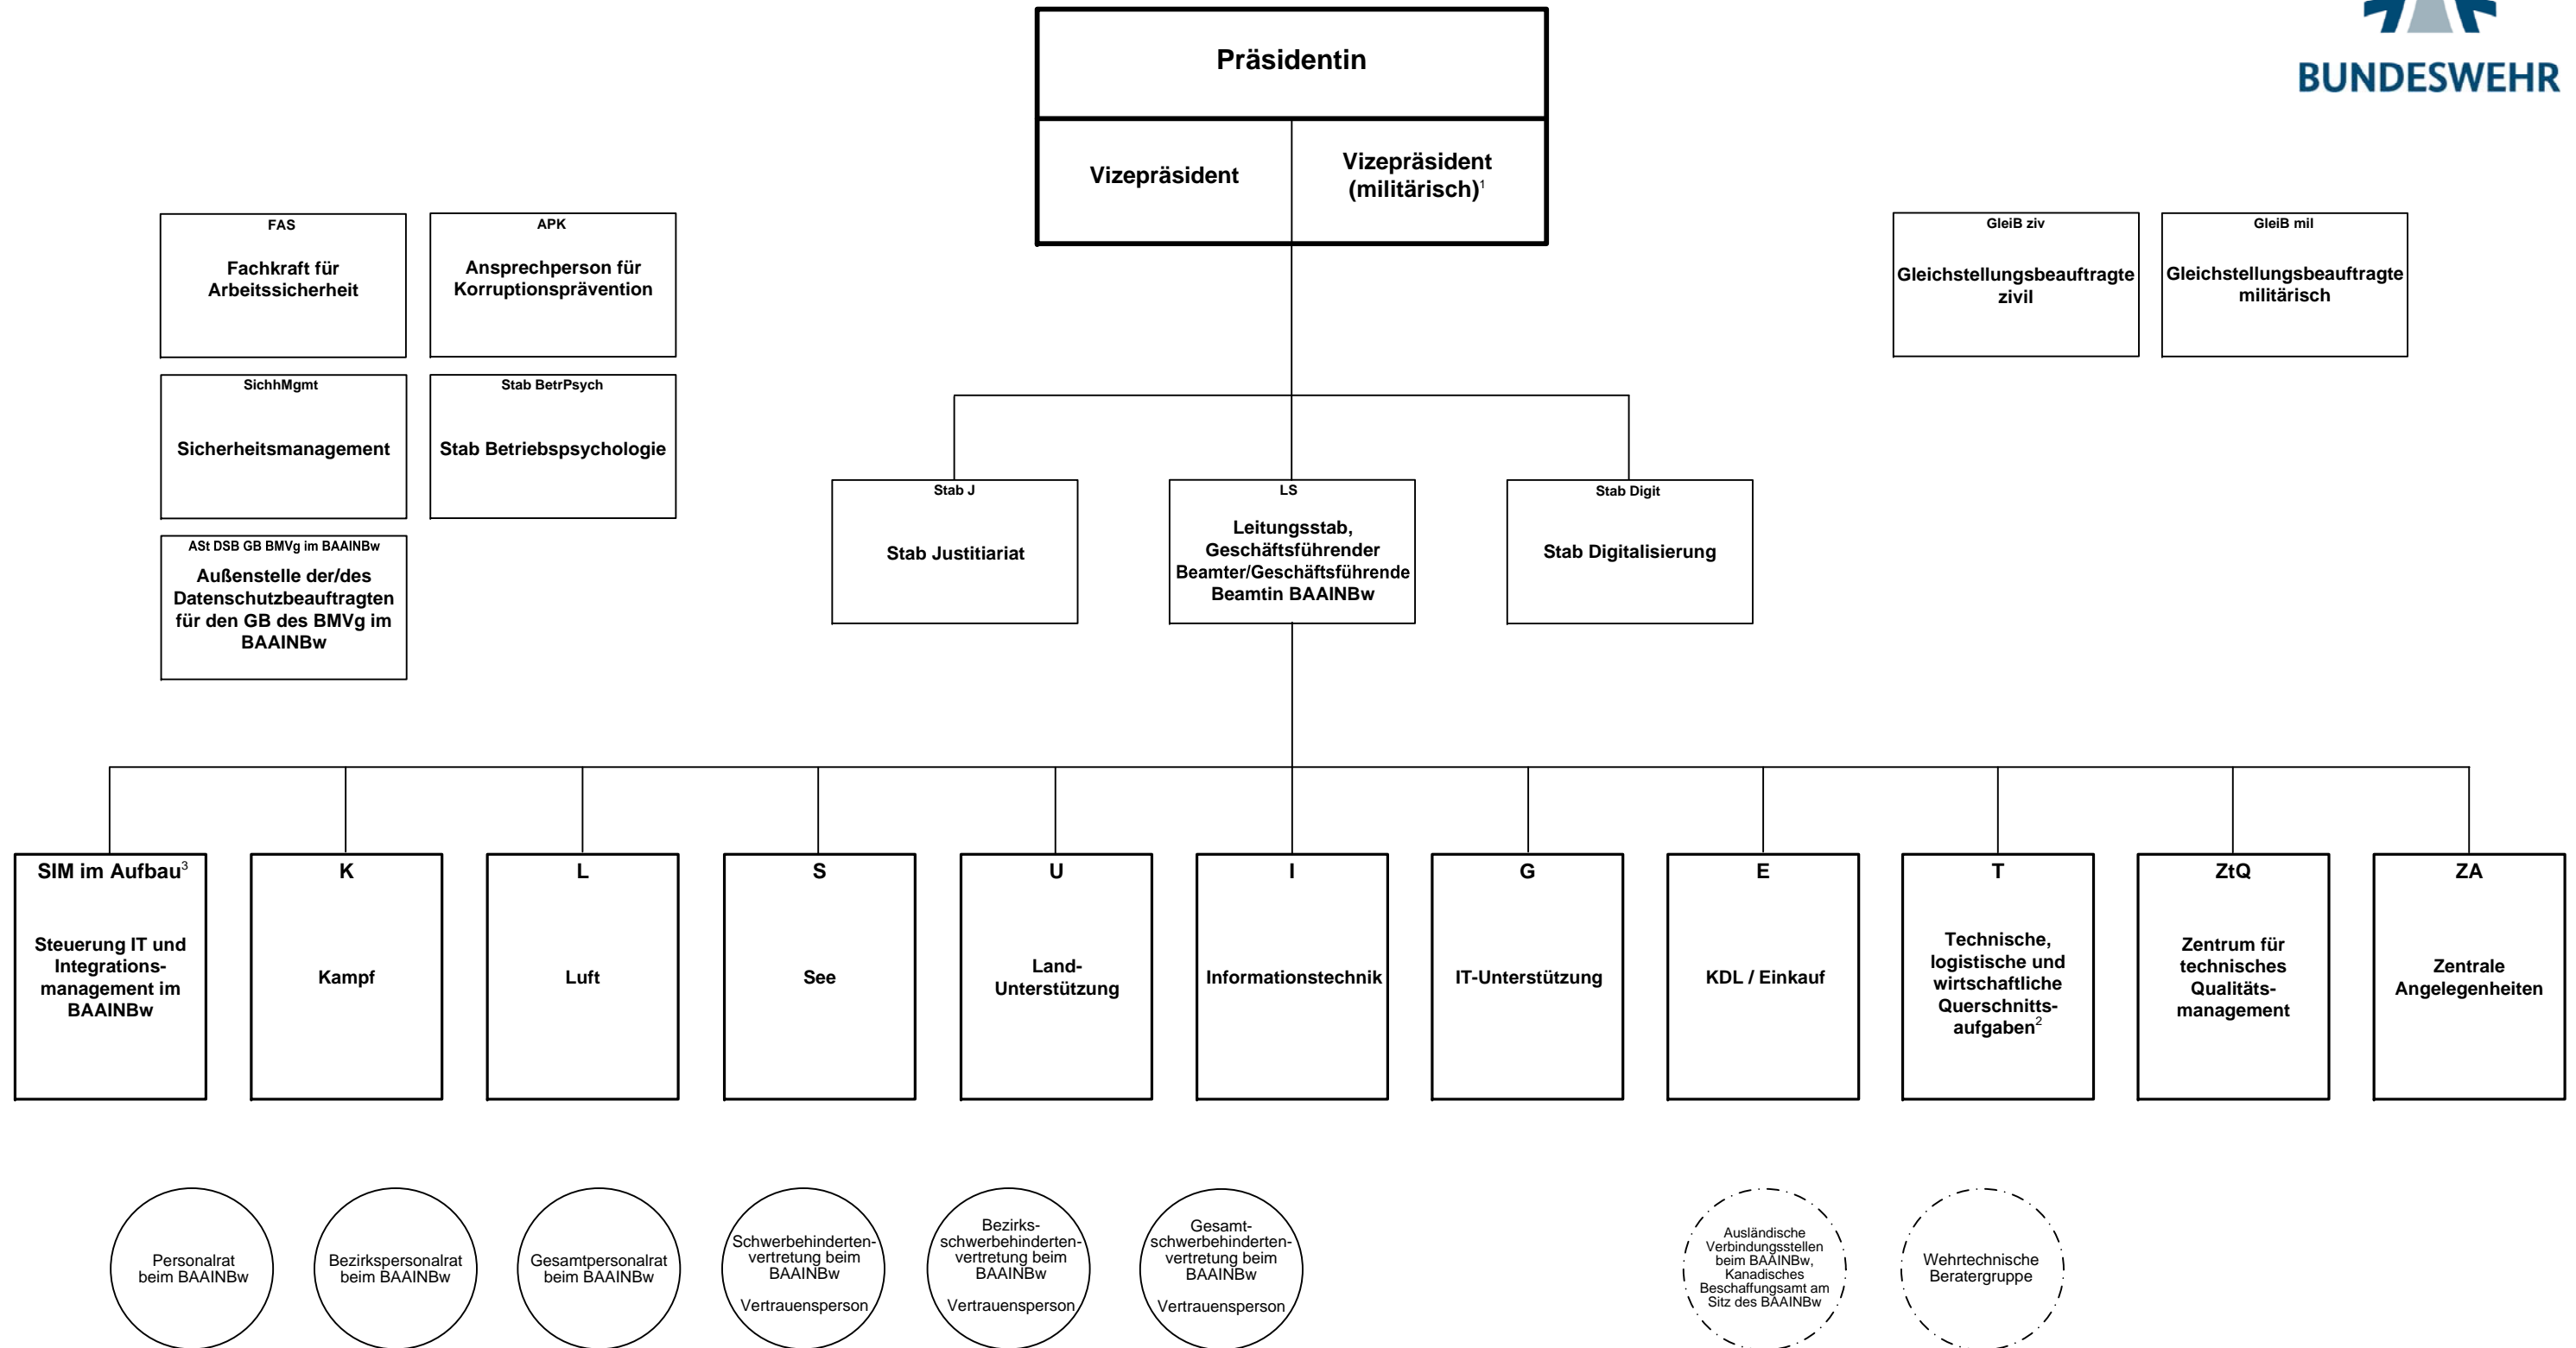 BUNDESWEHR
Präsidentin
Vizepräsident
Vizepräsident
(militärisch)¹
FAS
Fachkraft für
Arbeitssicherheit
APK
Ansprechperson für
Korruptionsprävention
GleiB ziv
Gleichstellungsbeauftragte
zivil
GleiB mil
Gleichstellungsbeauftragte
militärisch
SichhMgmt
Sicherheitsmanagement
Stab BetrPsych
Stab Betriebspsychologie
ASt DSB GB BMVg im BAAINBw
Außenstelle der/des
Datenschutzbeauftragten
für den GB des BMVg im
BAAINBw
Stab J
Stab Justitiariat
LS
Leitungsstab,
Geschäftsführender
Beamter/Geschäftsführende
Beamtin BAAINBw
Stab Digit
Stab Digitalisierung
SIM im Aufbau³
Steuerung IT und
Integrations-
management im
BAAINBw
K
Kampf
L
Luft
S
See
U
Land-
Unterstützung
I
Informationstechnik
G
IT-Unterstützung
E
KDL / Einkauf
T
Technische,
logistische und
wirtschaftliche
Querschnitts-
aufgaben²
ZtQ
Zentrum für
technisches
Qualitäts-
management
ZA
Zentrale
Angelegenheiten
Personalrat
beim BAAINBw
Bezirkspersonalrat
beim BAAINBw
Gesamtpersonalrat
beim BAAINBw
Schwerbehinderten-
vertretung beim
BAAINBw
Vertrauensperson
Bezirks-
schwerbehinderten-
vertretung beim
BAAINBw
Vertrauensperson
Gesamt-
schwerbehinderten-
vertretung beim
BAAINBw
Vertrauensperson
Ausländische
Verbindungsstellen
beim BAAINBw,
Kanadisches
Beschaffungsamt am
Sitz des BAAINBw
Wehrtechnische
Beratergruppe